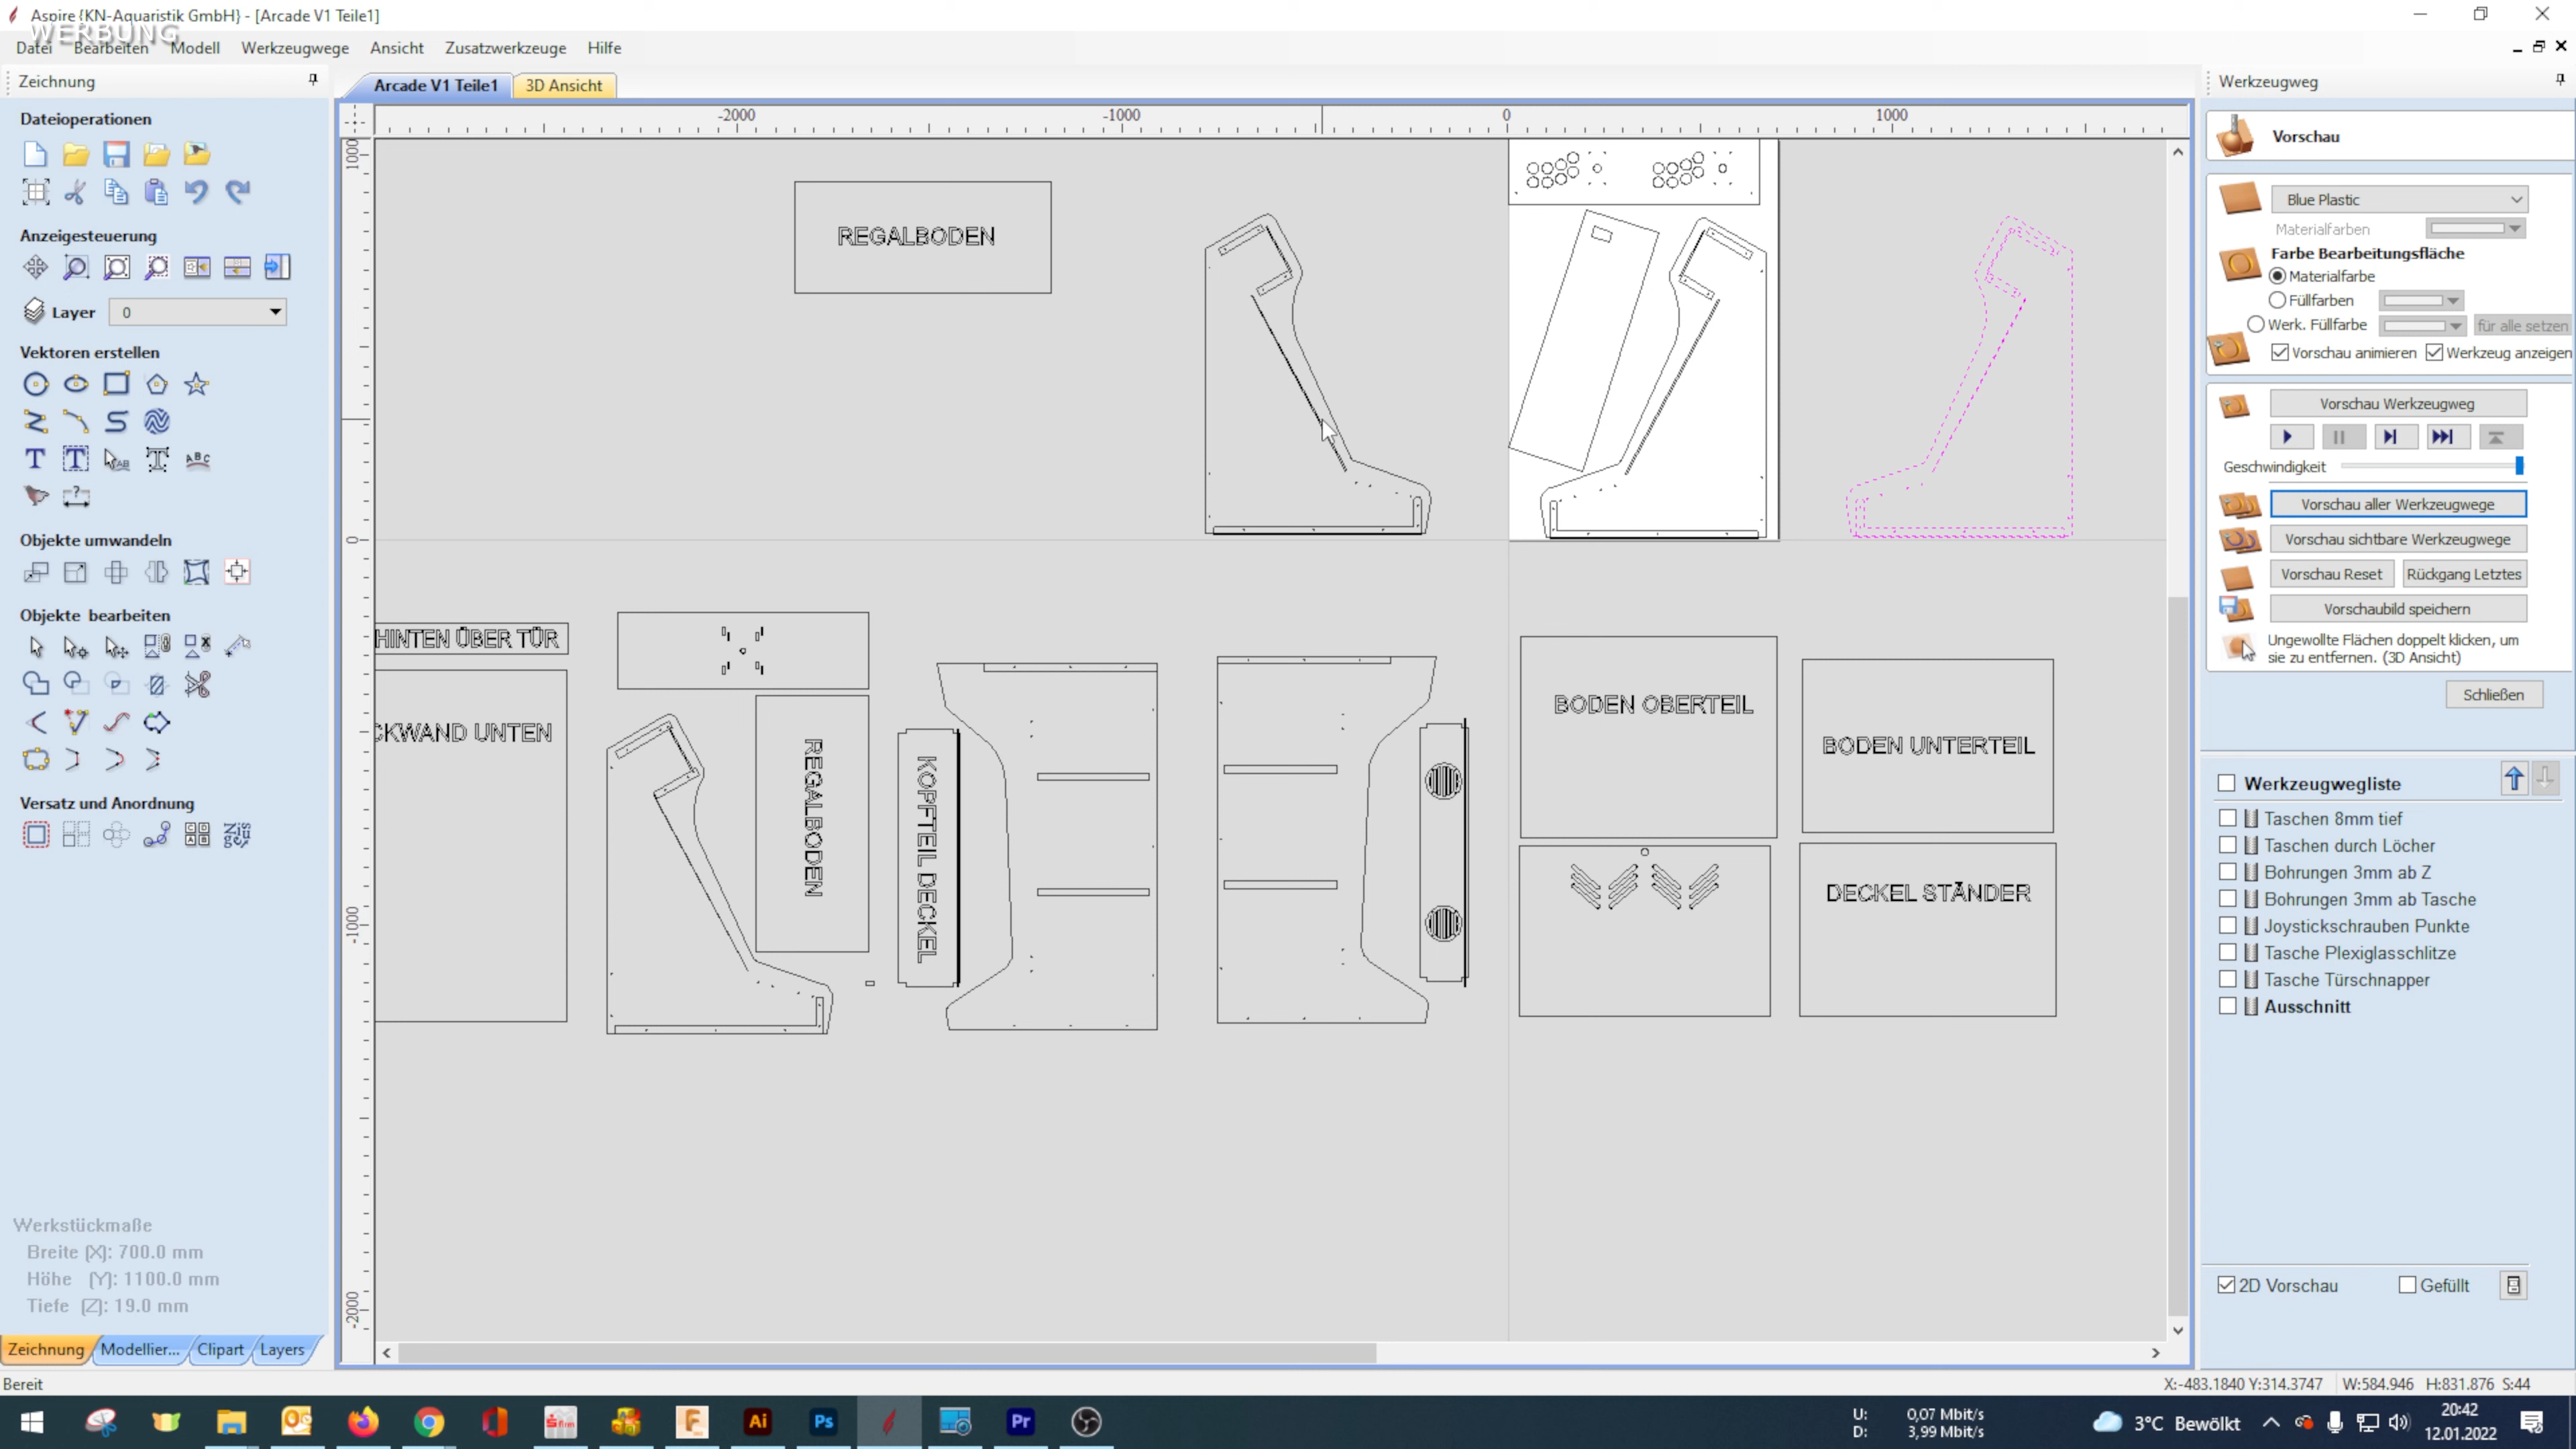 Aspire {KN-Aquaristik GmbH} - [Arcade V1 Teile1]
WERBUNG
Datei Bearbeiten Modell Werkzeugwege Ansicht Zusatzwerkzeuge Hilfe
Zeichnung
Dateioperationen
Anzeigesteuerung
Layer 0
Vektoren erstellen
Objekte umwandeln
Objekte bearbeiten
Versatz und Anordnung
Werkstückmaße
Breite (X): 700.0 mm
Höhe (Y): 1100.0 mm
Tiefe (Z): 19.0 mm
Zeichnung Modellier... Clipart Layers
Bereit
Arcade V1 Teile1 3D Ansicht
-2000 -1000 0 1000
1000
0
-1000
-2000
REGALBODEN
HINTEN ÜBER TÜR
CKWAND UNTEN
REGALBODEN
KOPFTEIL DECKEL
BODEN OBERTEIL
BODEN UNTERTEIL
DECKEL STÄNDER
Werkzeugweg
Vorschau
Blue Plastic
Materialfarben
Farbe Bearbeitungsfläche
Materialfarbe
Füllfarben
Werk. Füllfarbe für alle setzen
Vorschau animieren Werkzeug anzeigen
Vorschau Werkzeugweg
Geschwindigkeit
Vorschau aller Werkzeugwege
Vorschau sichtbare Werkzeugwege
Vorschau Reset Rückgang Letztes
Vorschaubild speichern
Ungewollte Flächen doppelt klicken, um
sie zu entfernen. (3D Ansicht)
Schließen
Werkzeugwegliste
Taschen 8mm tief
Taschen durch Löcher
Bohrungen 3mm ab Z
Bohrungen 3mm ab Tasche
Joystickschrauben Punkte
Tasche Plexiglasschlitze
Tasche Türschnapper
Ausschnitt
2D Vorschau Gefüllt
X:-483.1840 Y:314.3747 W:584.946 H:831.876 S:44
U: 0,07 Mbit/s
D: 3,99 Mbit/s
3°C Bewölkt
20:42
12.01.2022
Ai Ps Pr